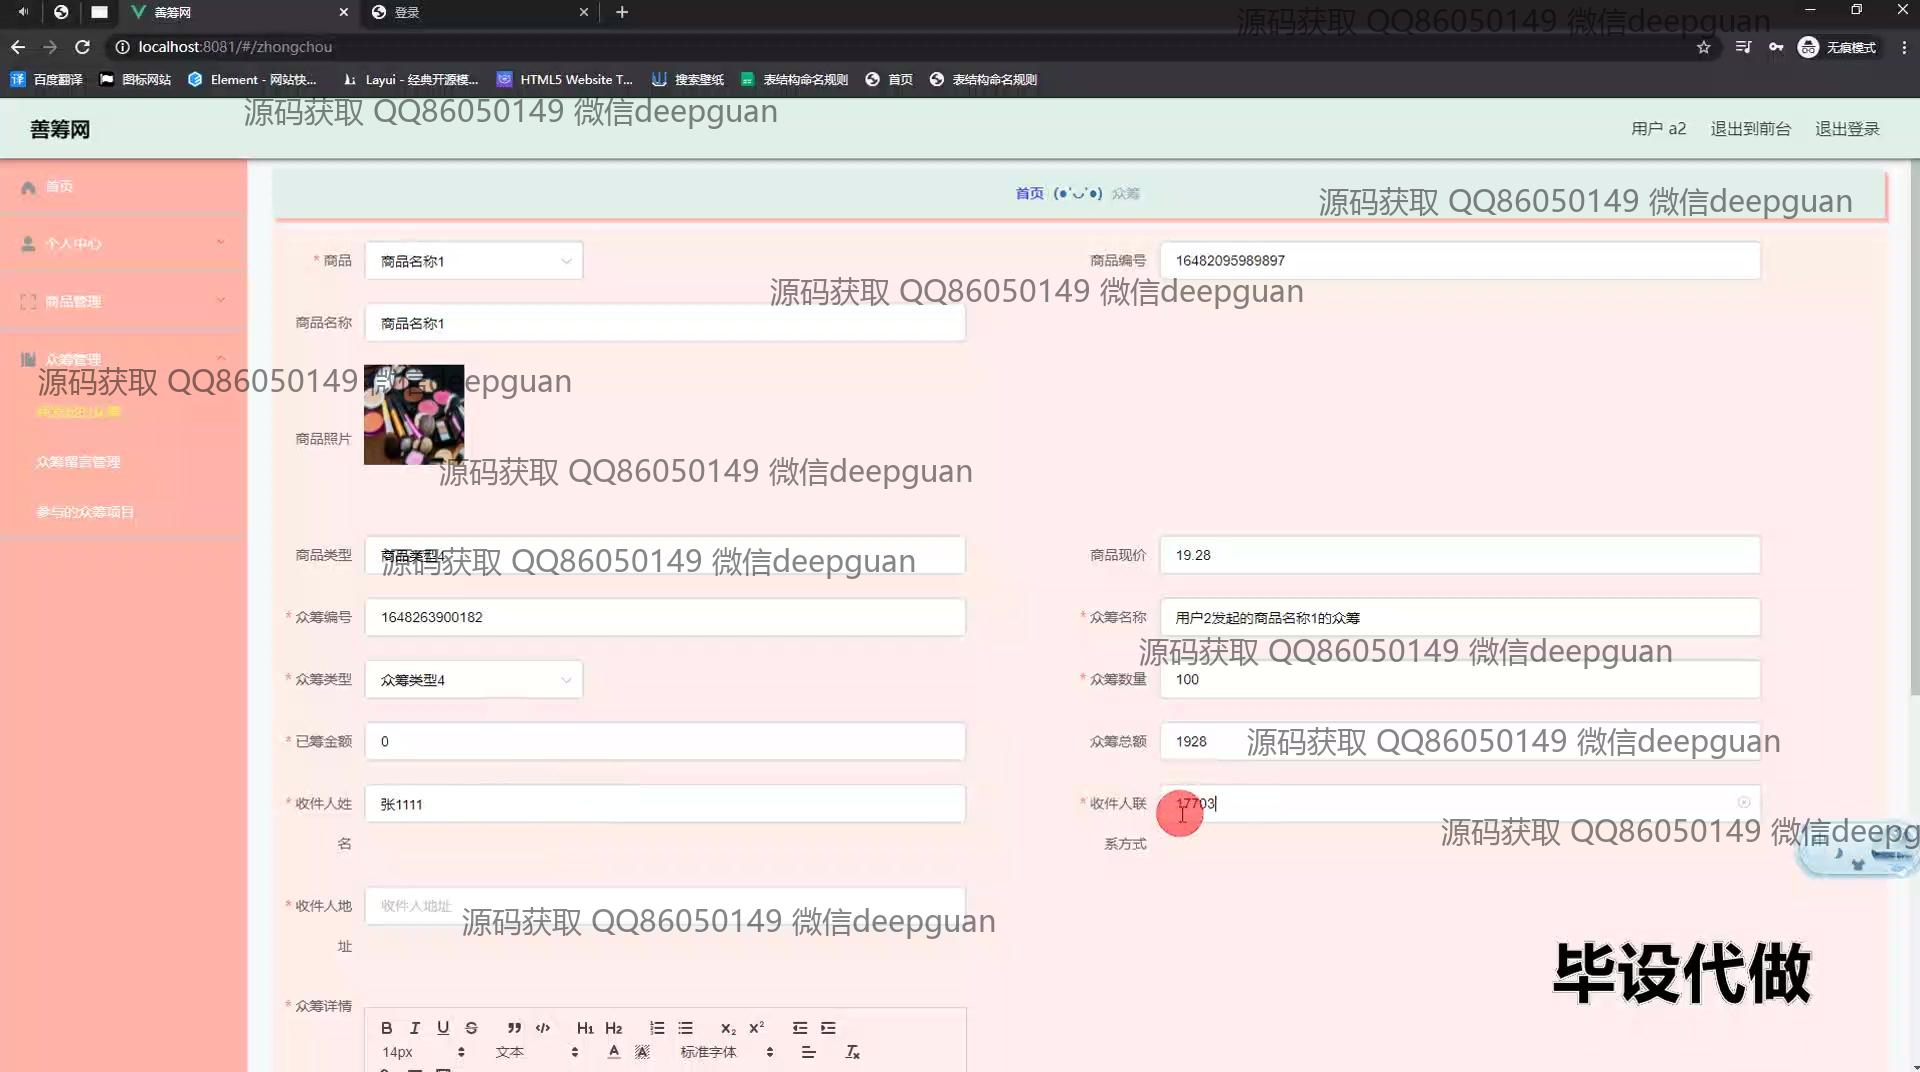 善筹网
登录
localhost:8081/#/zhongchou
无痕模式
百度翻译
图标网站
Element - 网站快...
Layui - 经典开源模...
HTML5 Website T...
搜索壁纸
表结构命名规则
首页
表结构命名规则
源码获取 QQ86050149 微信deepguan
源码获取 QQ86050149 微信deepguan
善筹网
用户 a2
退出到前台
退出登录
首页
首页 (●'◡'●) 众筹
源码获取 QQ86050149 微信deepguan
个人中心
* 商品 商品名称1
商品编号 16482095989897
源码获取 QQ86050149 微信deepguan
商品管理
商品名称 商品名称1
众筹管理
源码获取 QQ86050149 微信deepguan
商品照片
众筹留言管理
源码获取 QQ86050149 微信deepguan
参与的众筹项目
商品类型 商品类型4
商品现价 19.28
源码获取 QQ86050149 微信deepguan
* 众筹编号 1648263900182
* 众筹名称 用户2发起的商品名称1的众筹
源码获取 QQ86050149 微信deepguan
* 众筹类型 众筹类型4
* 众筹数量 100
* 已筹金额 0
众筹总额 1928
源码获取 QQ86050149 微信deepguan
* 收件人姓名 张1111
* 收件人联系方式 17703
源码获取 QQ86050149 微信deepg
* 收件人地址 收件人地址
源码获取 QQ86050149 微信deepguan
毕设代做
* 众筹详情
B I U S H1 H2 X2 X2
14px 文本 A A 标准字体 Tx